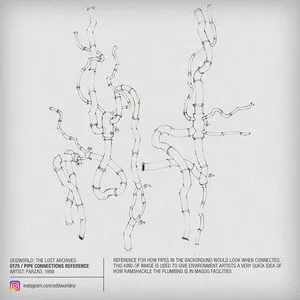 ODDWORLD: THE LOST ARCHIVES
0175 / PIPE CONNECTIONS REFERENCE
ARTIST: FARZAD, 1998
Instagram.com/oddworldinc
REFERENCE FOR HOW PIPES IN THE BACKGROUND WOULD LOOK WHEN CONNECTED.
THIS KIND OF IMAGE IS USED TO GIVE ENVIRONMENT ARTISTS A VERY QUICK IDEA OF
HOW RAMSHACKLE THE PLUMBING IS IN MAGOG FACILITIES.